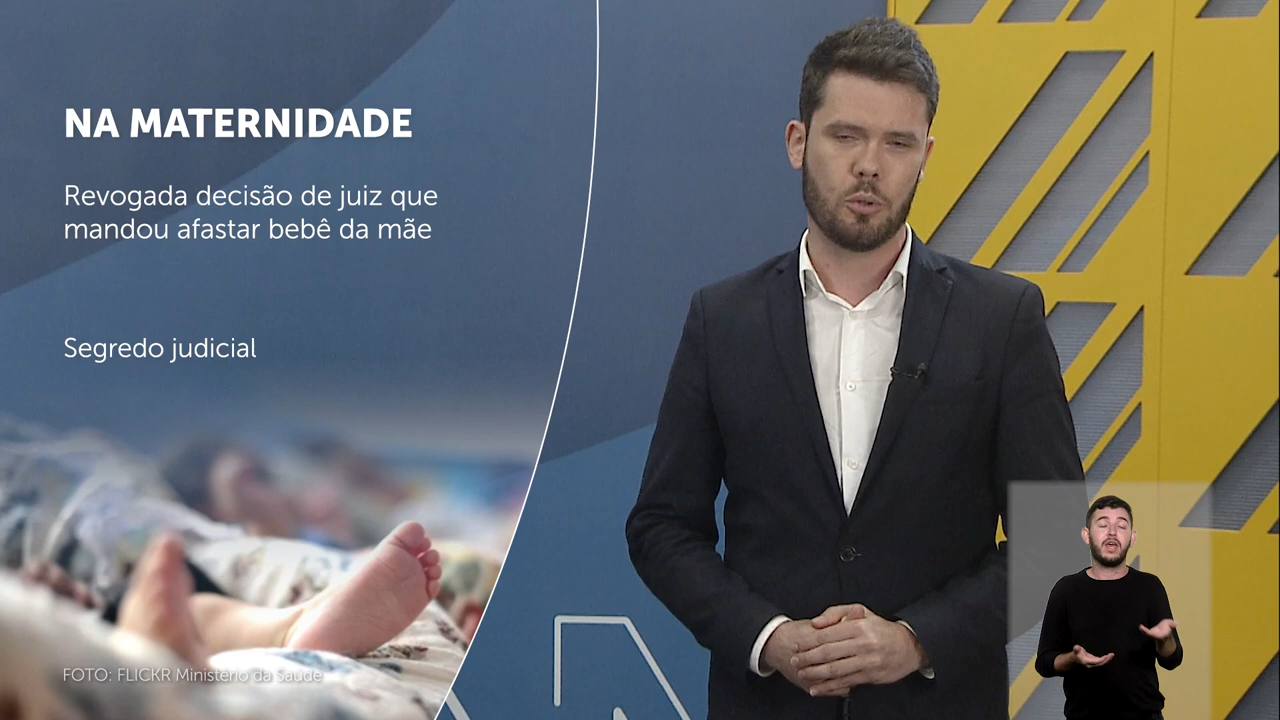 NA MATERNIDADE
Revogada decisão de juiz que
mandou afastar bebê da mãe
Segredo judicial
FOTO: FLICKR Ministério da Saúde